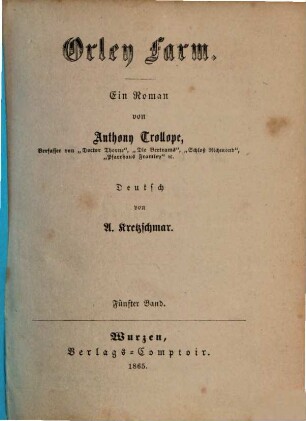 Orley Farm.
Ein Roman
von
Anthony Trollope,
Verfasser von „Doctor Thorne", „Die Bertrams", „Schloß Richmond",
„Pfarrhaus Framley" ꝛc.
Deutsch
von
A. Kretzschmar.
Fünfter Band.
Wurzen,
Verlags-Comptoir.
1865.